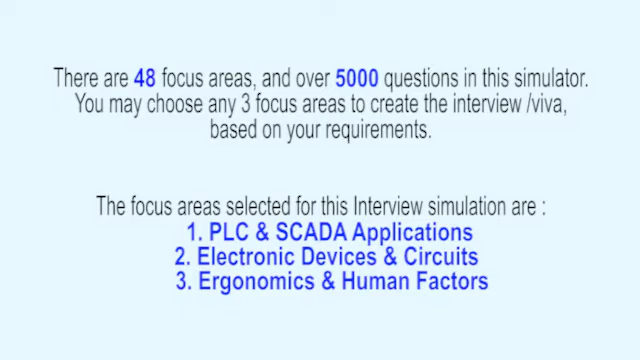 There are 48 focus areas, and over 5000 questions in this simulator.
You may choose any 3 focus areas to create the interview /viva,
based on your requirements.
The focus areas selected for this Interview simulation are :
1. PLC & SCADA Applications
2. Electronic Devices & Circuits
3. Ergonomics & Human Factors